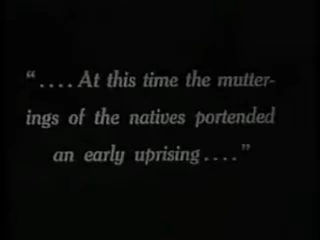 “....At this time the mutter-
ings of the natives portended
an early uprising....”